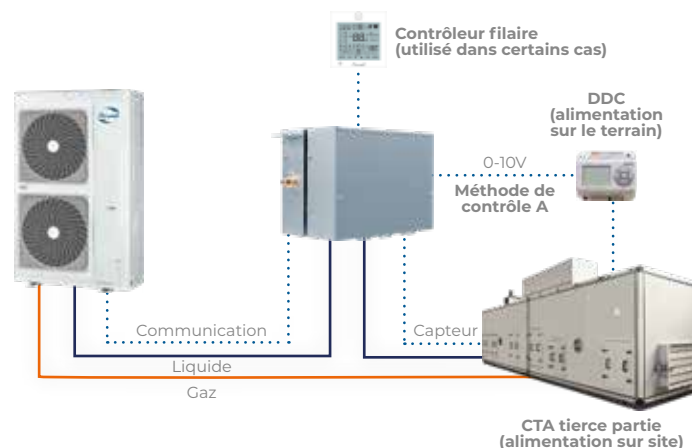 Contrôleur filaire
(utilisé dans certains cas)
DDC
(alimentation
sur le terrain)
0-10V
Méthode de
contrôle A
Communication
Capteur
Liquide
Gaz
CTA tierce partie
(alimentation sur site)